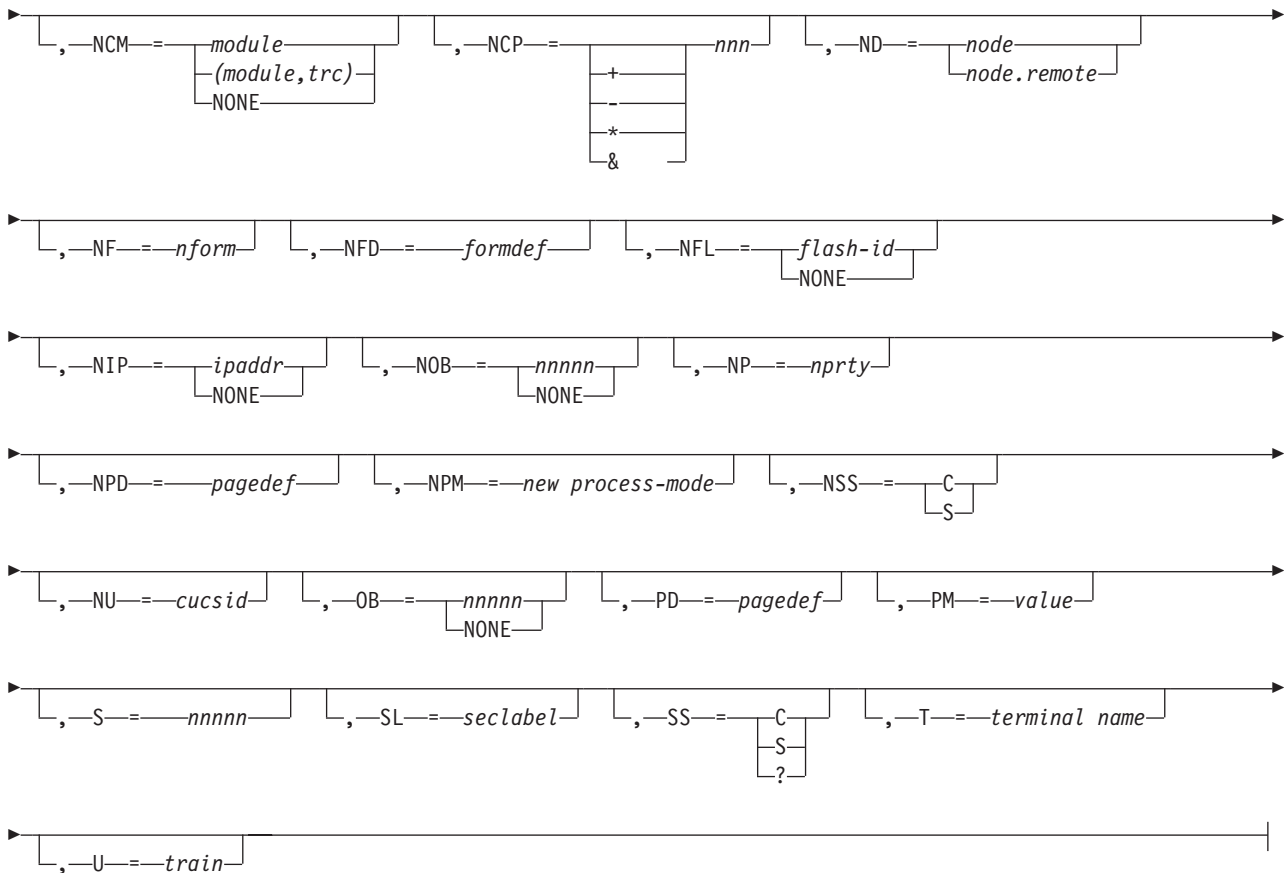 , NCM = module , NCP = nnn , ND = node
(module,trc) + node.remote
NONE -
*
&
, NF = nform , NFD = formdef , NFL = flash-id
NONE
, NIP = ipaddr , NOB = nnnnn , NP = nprty
NONE NONE
, NPD = pagedef , NPM = new process-mode , NSS = C
S
, NU = cucsid , OB = nnnnn , PD = pagedef , PM = value
NONE
, S = nnnnn , SL = seclabel , SS = C , T = terminal name
S
?
, U = train